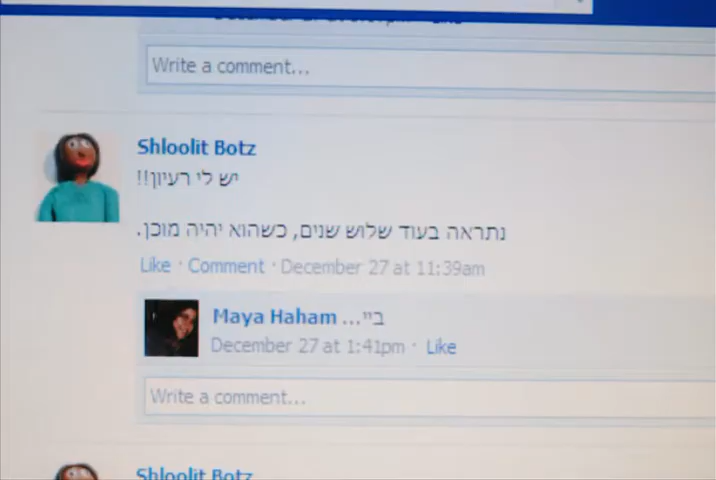 Write a comment...
Shloolit Botz
יש לי רעיון!!
נתראה בעוד שלוש שנים, כשהוא יהיה מוכן.
Like · Comment · December 27 at 11:39am
Maya Haham ביי...
December 27 at 1:41pm · Like
Write a comment...
Shloolit Botz